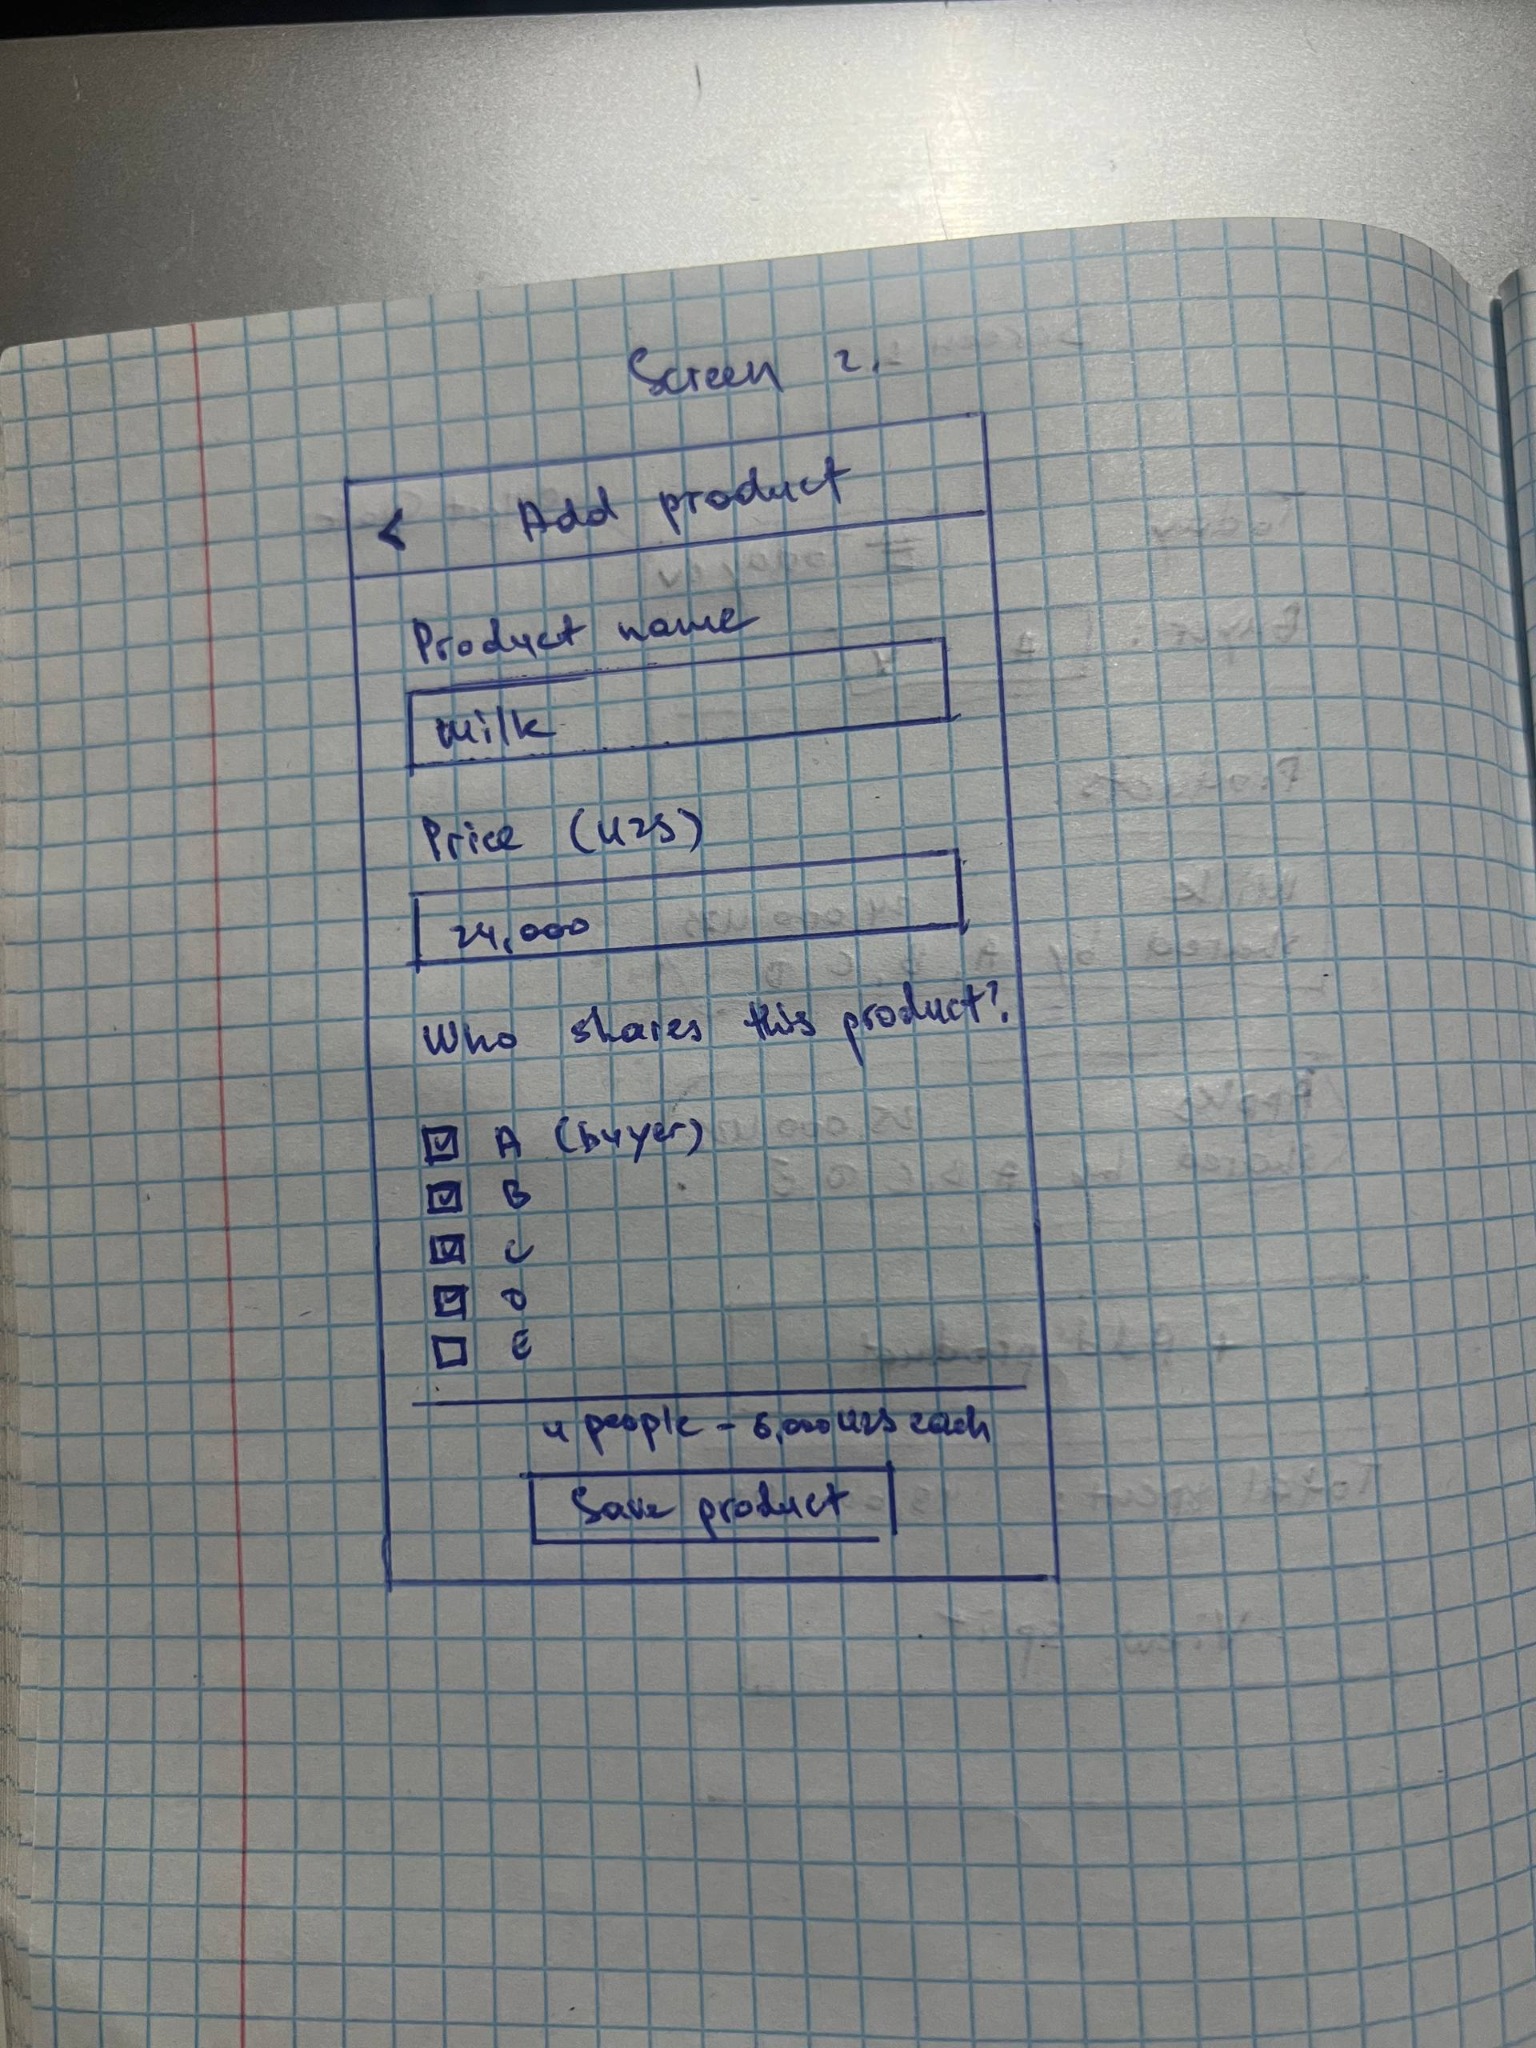 Screen 2.
< Add product
Product name
milk
Price (UZS)
24,000
Who shares this product?
A (buyer)
B
C
D
E
4 people - 6,000 UZS each
Save product